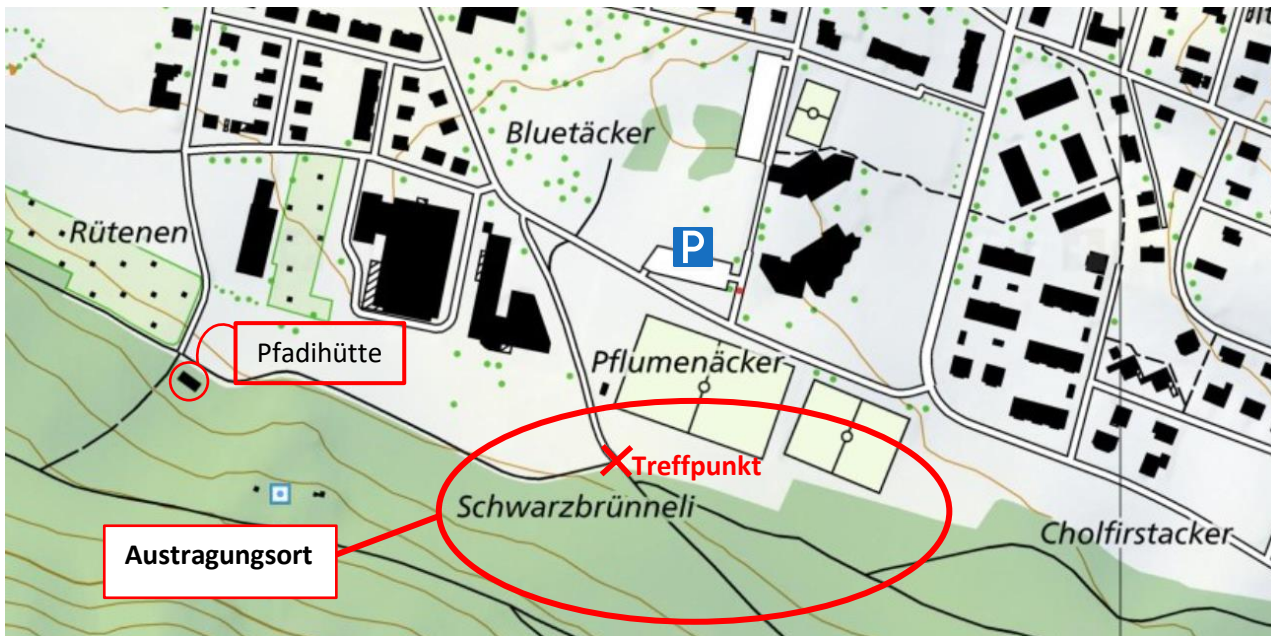 Bluetäcker
Rütenen
P
Pfadihütte
Pflumenäcker
Treffpunkt
Schwarzbrünneli
Austragungsort
Cholfirstacker